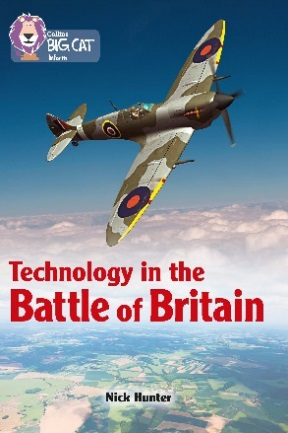 Collins
BIG CAT
Inform
Technology in the
Battle of Britain
Nick Hunter